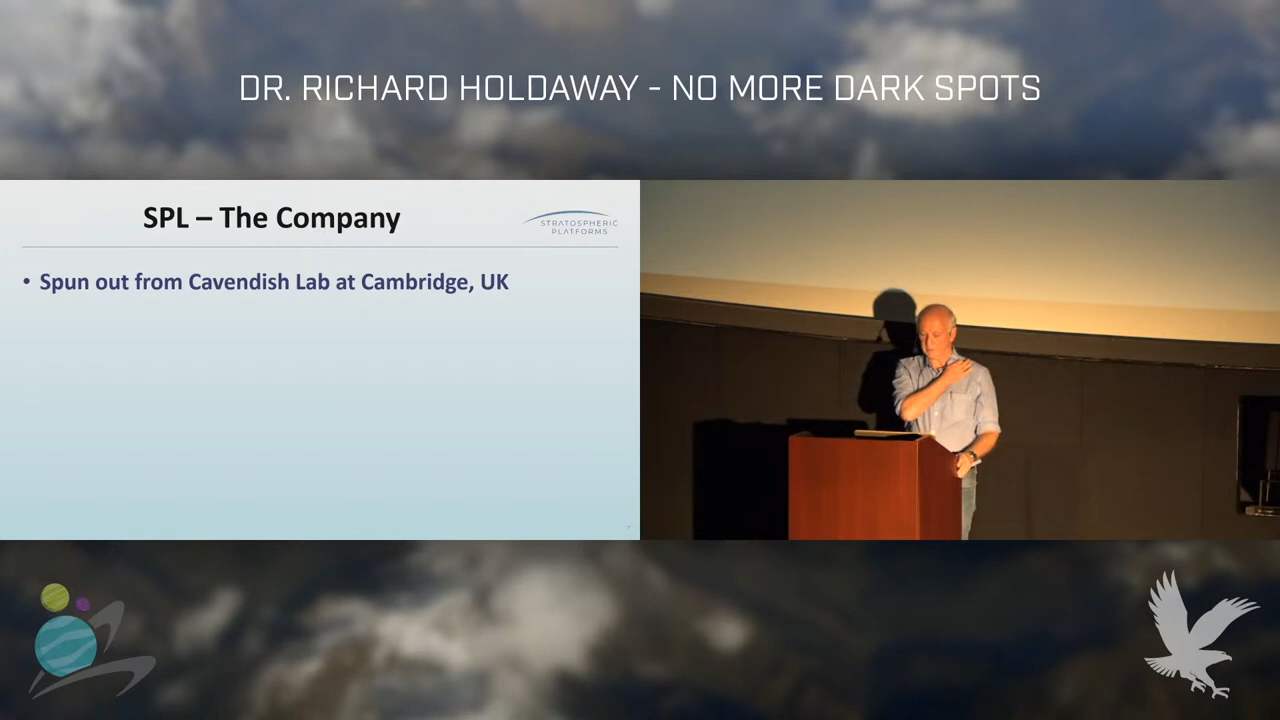 DR. RICHARD HOLDAWAY - NO MORE DARK SPOTS
SPL – The Company
STRATOSPHERIC
PLATFORMS
• Spun out from Cavendish Lab at Cambridge, UK